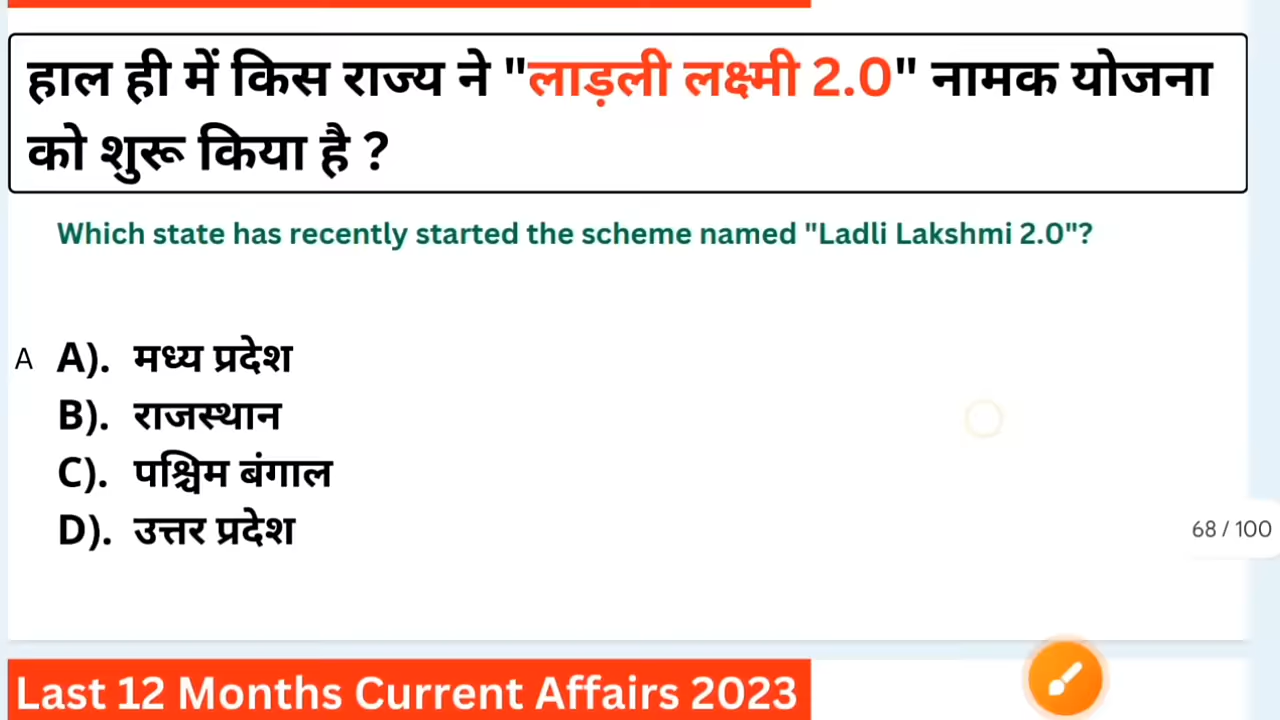 हाल ही में किस राज्य ने "लाड़ली लक्ष्मी 2.0" नामक योजना
को शुरू किया है ?
Which state has recently started the scheme named "Ladli Lakshmi 2.0"?
A A). मध्य प्रदेश
B). राजस्थान
C). पश्चिम बंगाल
D). उत्तर प्रदेश
68 / 100
Last 12 Months Current Affairs 2023